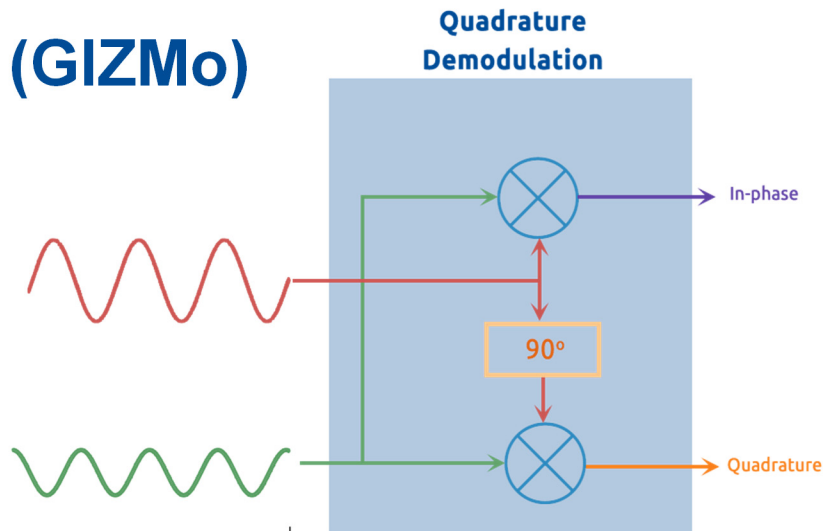 Quadrature
Demodulation
(GIZMo)
In-phase
90°
Quadrature